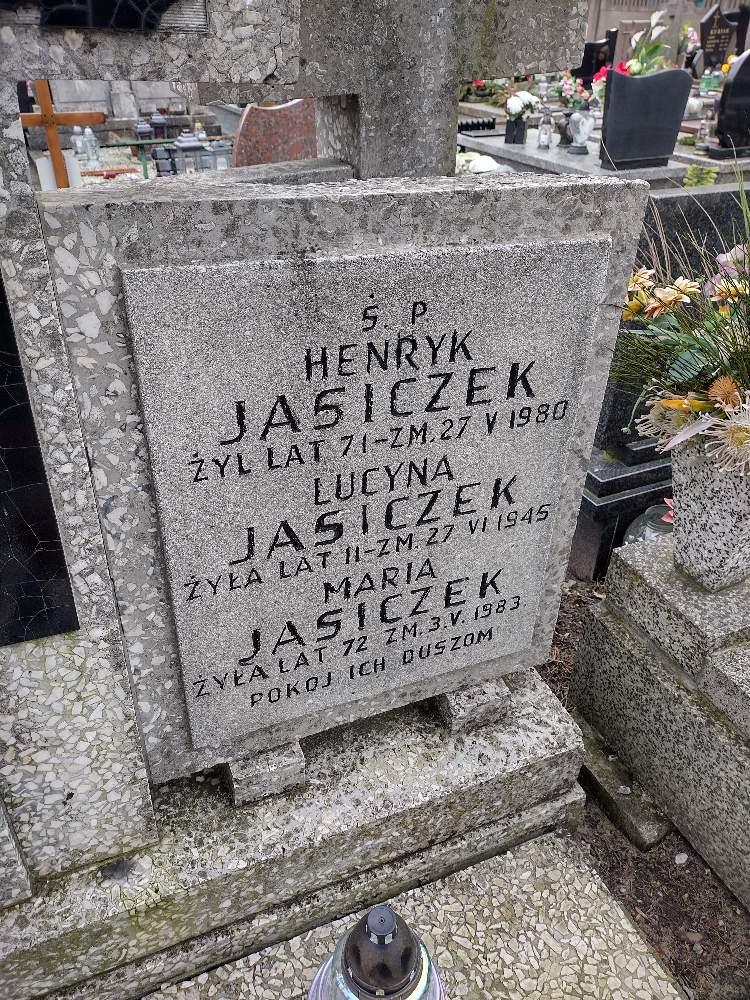 Ś. P
HENRYK
JASICZEK
ŻYŁ LAT 71-ZM. 27 V 1980
LUCYNA
JASICZEK
ŻYŁA LAT 11-ZM. 27 VI 1945
MARIA
JASICZEK
ŻYŁA LAT 72 ZM. 3. V. 1983
POKÓJ ICH DUSZOM